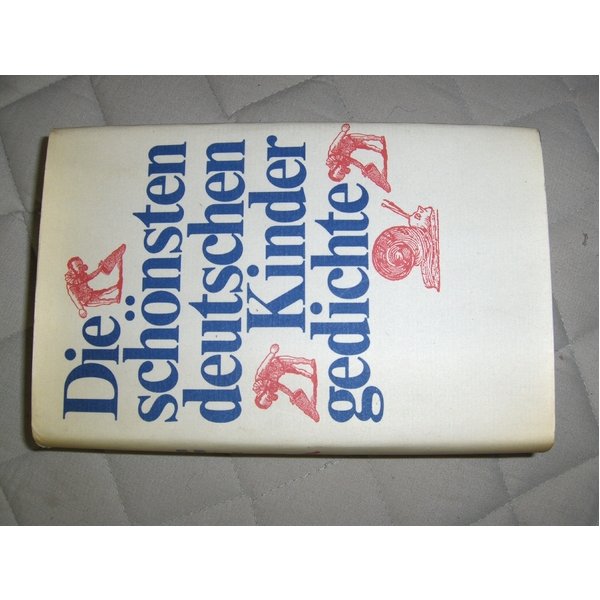 Die
schönsten
deutschen
Kinder
gedichte